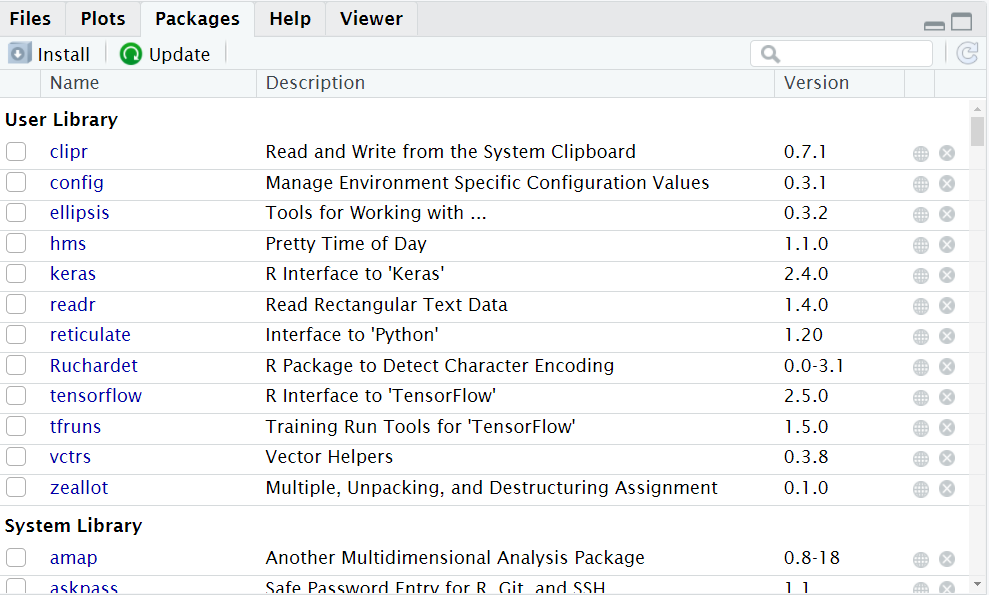 Files Plots Packages Help Viewer
Install Update
Name Description Version
User Library
clipr Read and Write from the System Clipboard 0.7.1
config Manage Environment Specific Configuration Values 0.3.1
ellipsis Tools for Working with ... 0.3.2
hms Pretty Time of Day 1.1.0
keras R Interface to 'Keras' 2.4.0
readr Read Rectangular Text Data 1.4.0
reticulate Interface to 'Python' 1.20
Ruchardet R Package to Detect Character Encoding 0.0-3.1
tensorflow R Interface to 'TensorFlow' 2.5.0
tfruns Training Run Tools for 'TensorFlow' 1.5.0
vctrs Vector Helpers 0.3.8
zeallot Multiple, Unpacking, and Destructuring Assignment 0.1.0
System Library
amap Another Multidimensional Analysis Package 0.8-18
askpass Safe Password Entry for R, Git, and SSH 1.1